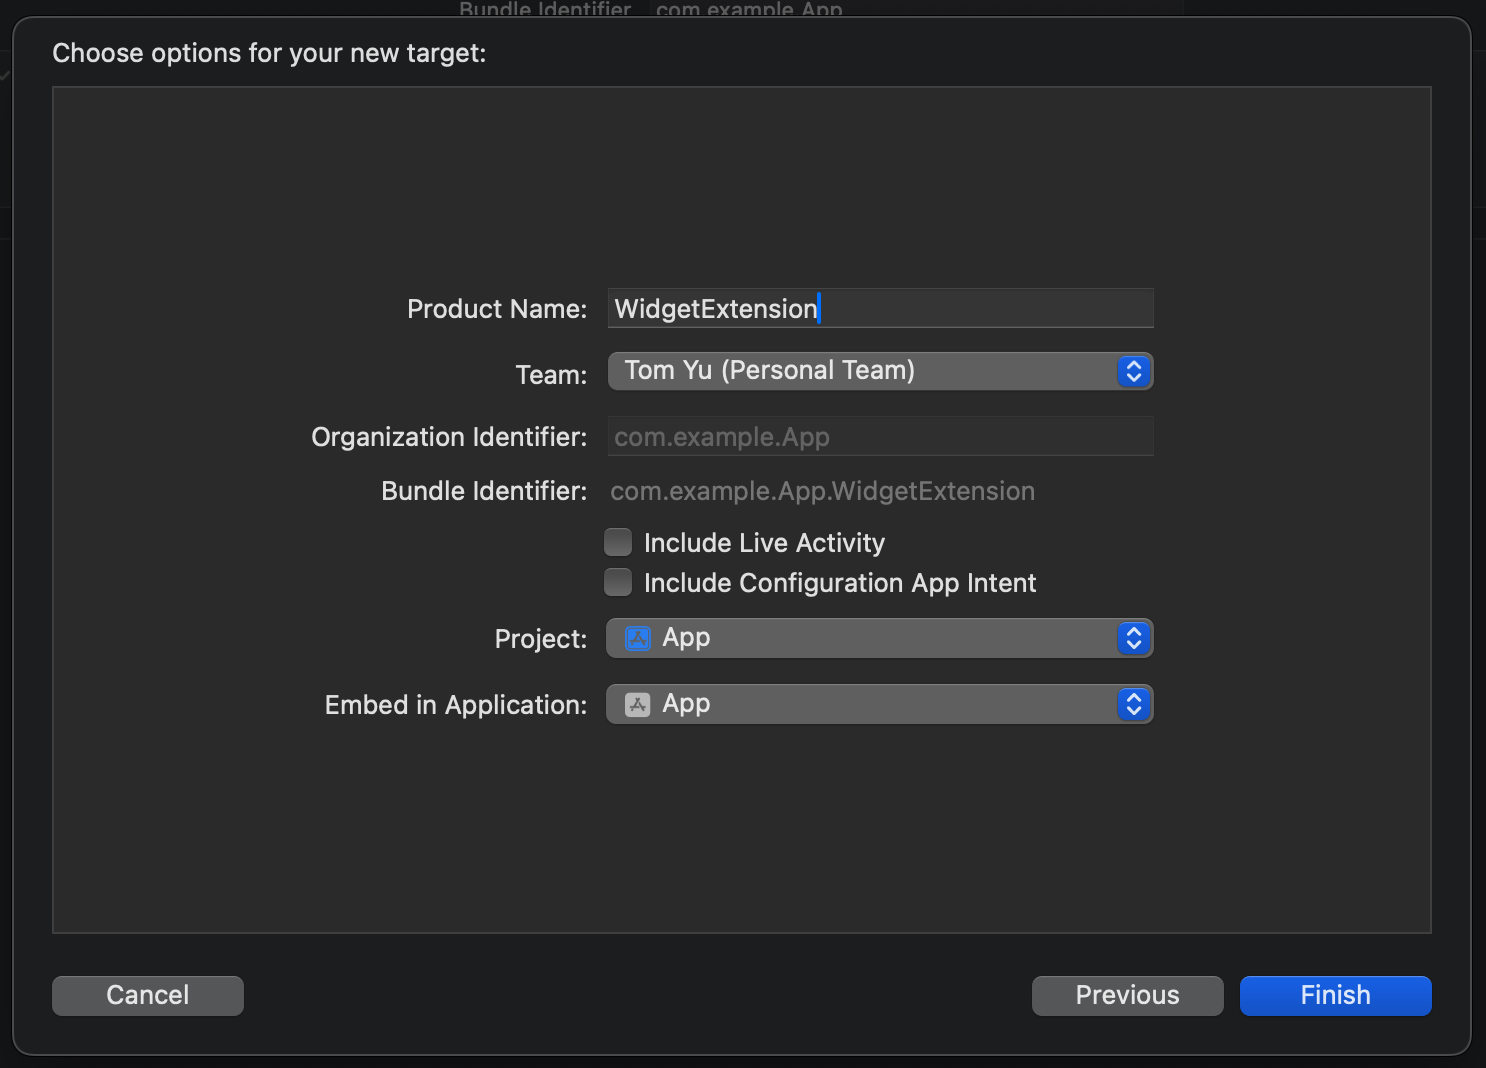 Bundle Identifier com.example.App
Choose options for your new target:
Product Name: WidgetExtension
Team: Tom Yu (Personal Team)
Organization Identifier: com.example.App
Bundle Identifier: com.example.App.WidgetExtension
Include Live Activity
Include Configuration App Intent
Project: App
Embed in Application: App
Cancel Previous Finish